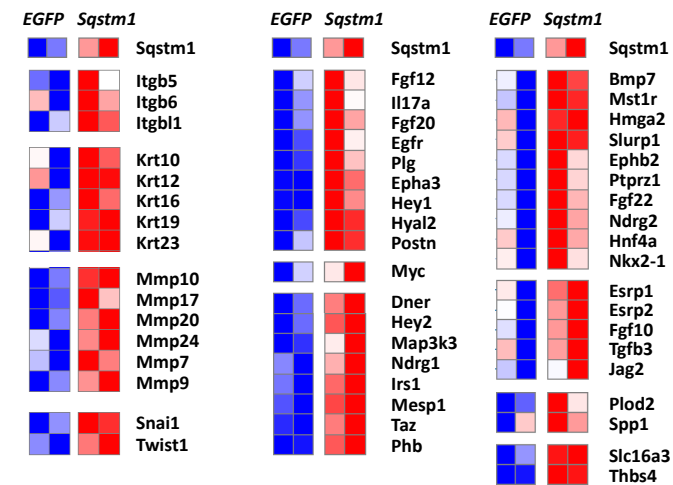 EGFP Sqstm1
Sqstm1
Itgb5
Itgb6
Itgbl1
Krt10
Krt12
Krt16
Krt19
Krt23
Mmp10
Mmp17
Mmp20
Mmp24
Mmp7
Mmp9
Snai1
Twist1
EGFP Sqstm1
Sqstm1
Fgf12
Il17a
Fgf20
Egfr
Plg
Epha3
Hey1
Hyal2
Postn
Myc
Dner
Hey2
Map3k3
Ndrg1
Irs1
Mesp1
Taz
Phb
EGFP Sqstm1
Sqstm1
Bmp7
Mst1r
Hmga2
Slurp1
Ephb2
Ptprz1
Fgf22
Ndrg2
Hnf4a
Nkx2-1
Esrp1
Esrp2
Fgf10
Tgfb3
Jag2
Plod2
Spp1
Slc16a3
Thbs4